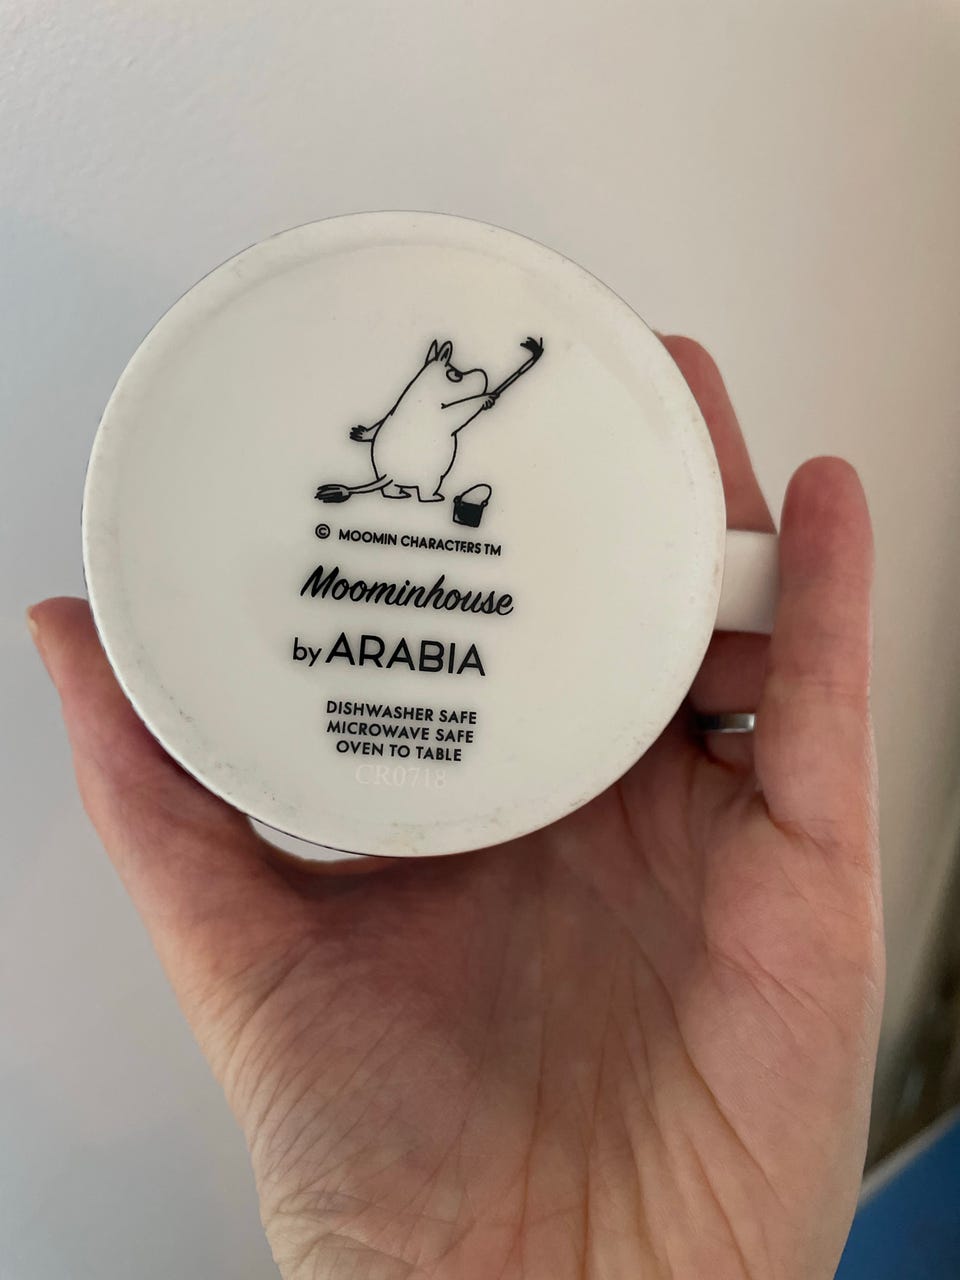 © MOOMIN CHARACTERS TM
Moominhouse
by ARABIA
DISHWASHER SAFE
MICROWAVE SAFE
OVEN TO TABLE
CR0718